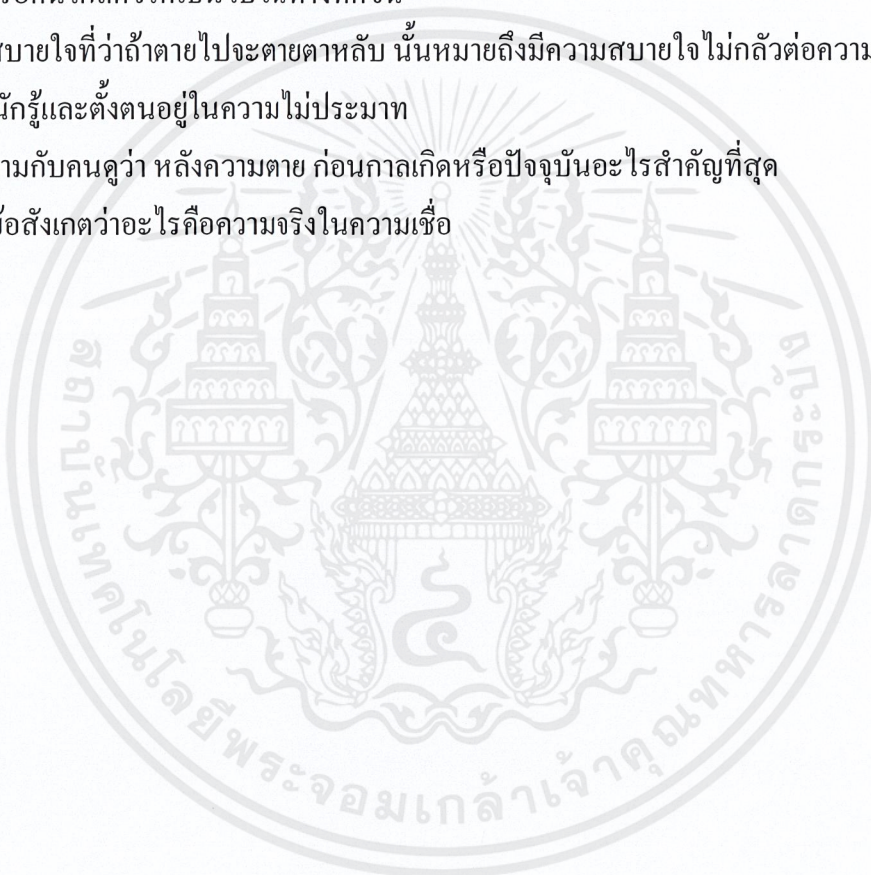 สบายใจที่ว่าถ้าตายไปจะตายตาหลับ นั้นหมายถึงมีความสบายใจไม่กลัวต่อความ
นักรู้และตั้งตนอยู่ในความไม่ประมาท
ามกับคนดูว่า หลังความตาย ก่อนกาลเกิดหรือปัจจุบันอะไรสำคัญที่สุด
ข้อสังเกตว่าอะไรคือความจริงในความเชื่อ
สถาบันเทคโนโลยีพระจอมเกล้าเจ้าคุณทหารลาดกระบัง
๔